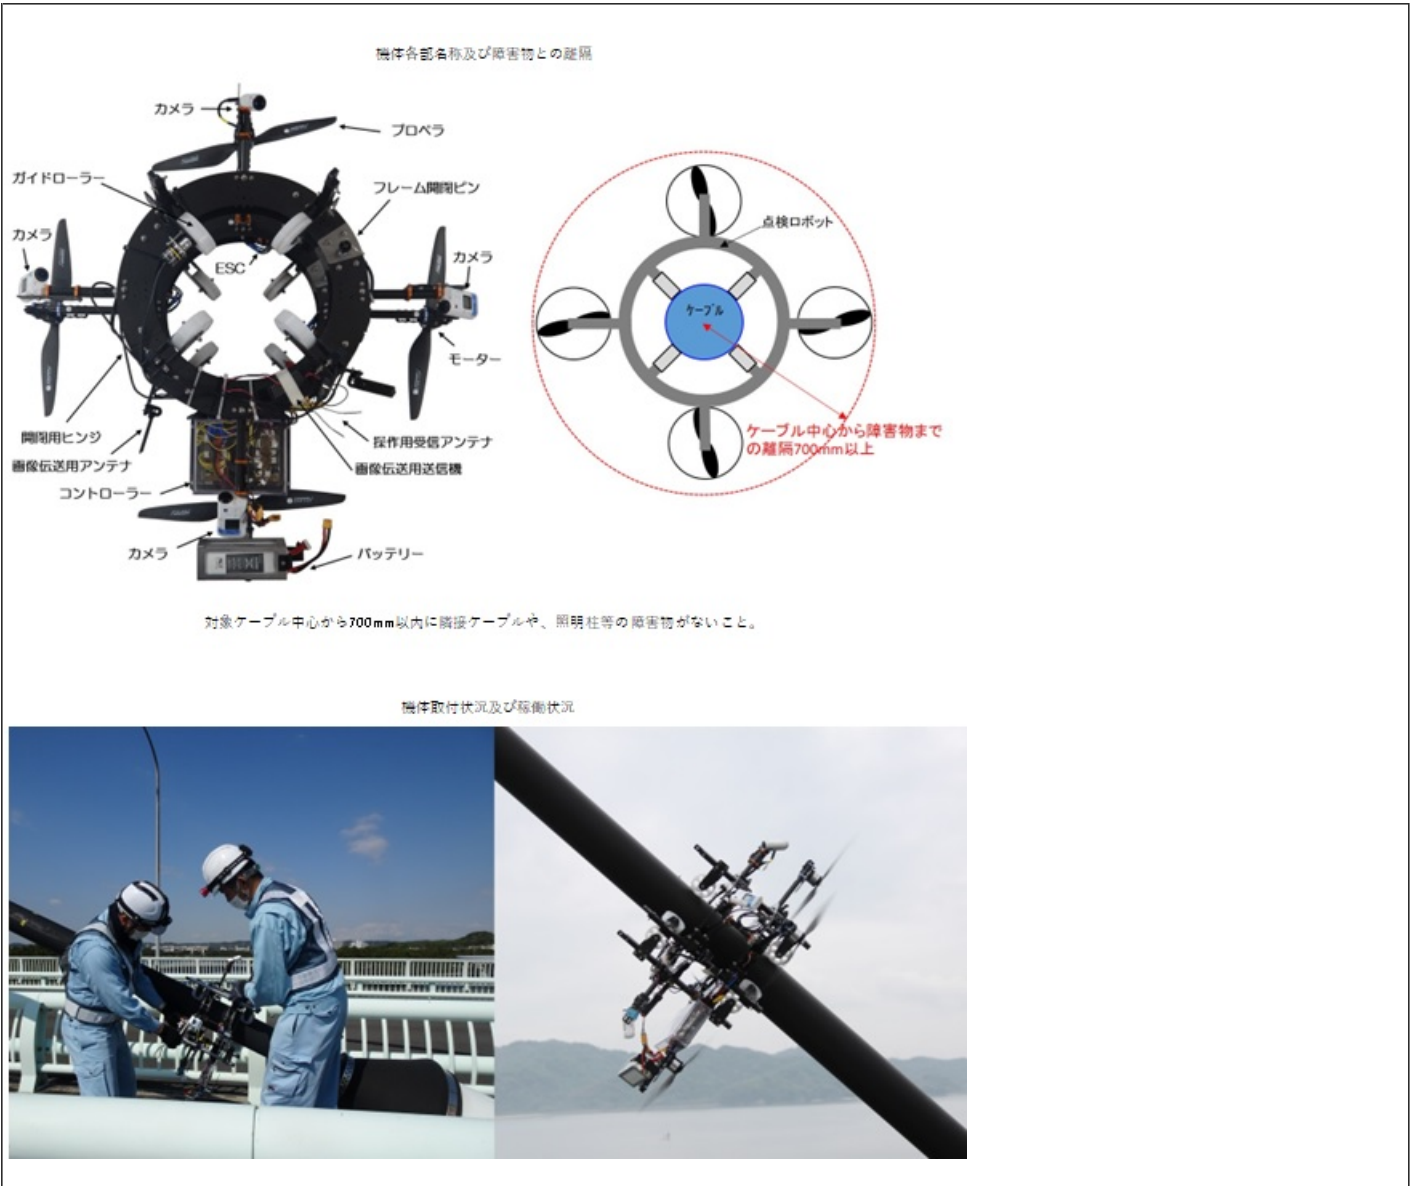 機体各部名称及び障害物との離隔
カメラ
プロペラ
ガイドローラー
フレーム開閉ピン
カメラ
ESC
カメラ
モーター
開閉用ヒンジ
操作用受信アンテナ
画像伝送用アンテナ
画像伝送用送信機
コントローラー
カメラ
バッテリー
点検ロボット
ケーブル
ケーブル中心から障害物まで
の離隔700mm以上
対象ケーブル中心から700mm以内に隣接ケーブルや、照明柱等の障害物がないこと。
機体取付状況及び稼働状況